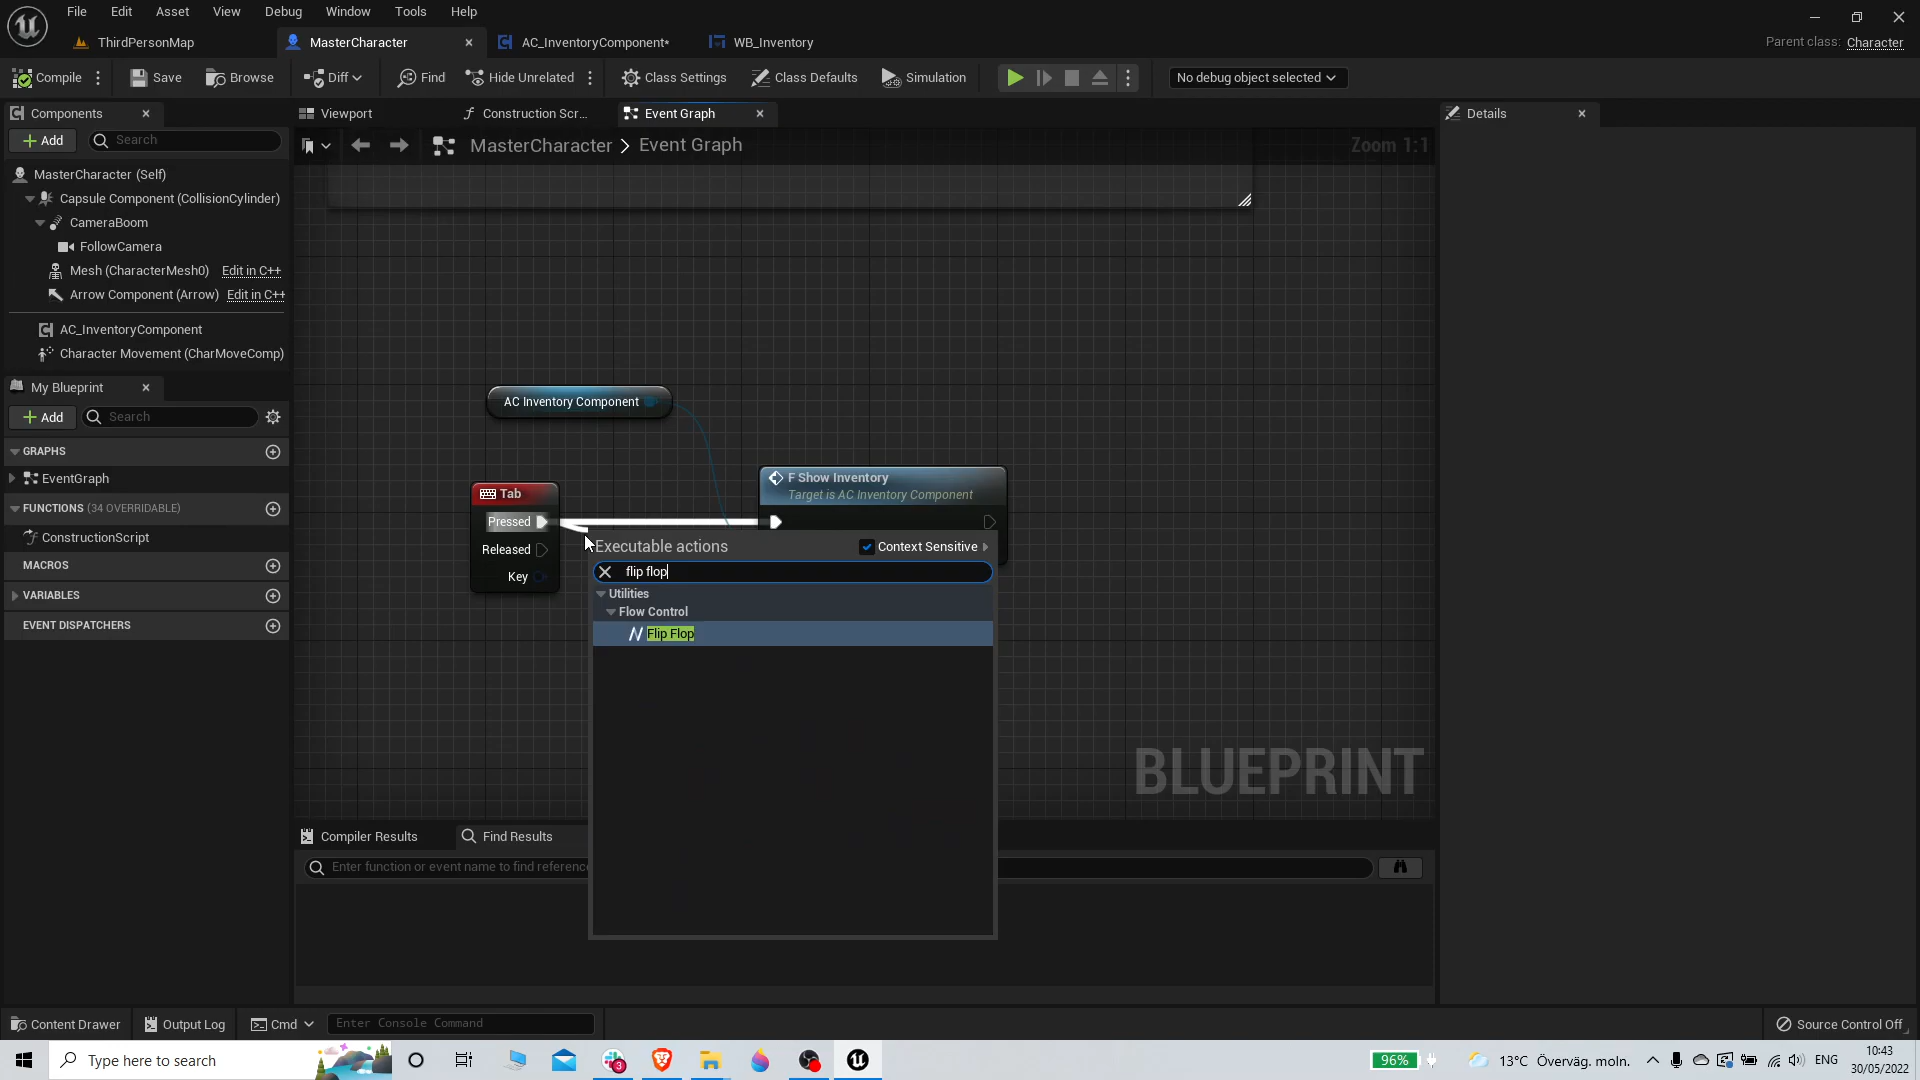 File Edit Asset View Debug Window Tools Help
ThirdPersonMap MasterCharacter AC_InventoryComponent* WB_Inventory Parent class: Character
Compile Save Browse Diff Find Hide Unrelated Class Settings Class Defaults Simulation No debug object selected
Components Viewport Construction Scr... Event Graph Details
Add Search MasterCharacter > Event Graph Zoom 1:1
MasterCharacter (Self)
Capsule Component (CollisionCylinder)
CameraBoom
FollowCamera
Mesh (CharacterMesh0) Edit in C++
Arrow Component (Arrow) Edit in C++
AC_InventoryComponent
Character Movement (CharMoveComp)
My Blueprint
Add Search
GRAPHS
EventGraph
FUNCTIONS (34 OVERRIDABLE)
ConstructionScript
MACROS
VARIABLES
EVENT DISPATCHERS
AC Inventory Component
F Show Inventory
Target is AC Inventory Component
Tab
Pressed
Released
Key
Executable actions Context Sensitive
flip flop
Utilities
Flow Control
Flip Flop
BLUEPRINT
Compiler Results Find Results
Enter function or event name to find reference
Content Drawer Output Log Cmd Enter Console Command Source Control Off
Type here to search 3 96% 13°C Överväg. moln. ENG 10:43
30/05/2022